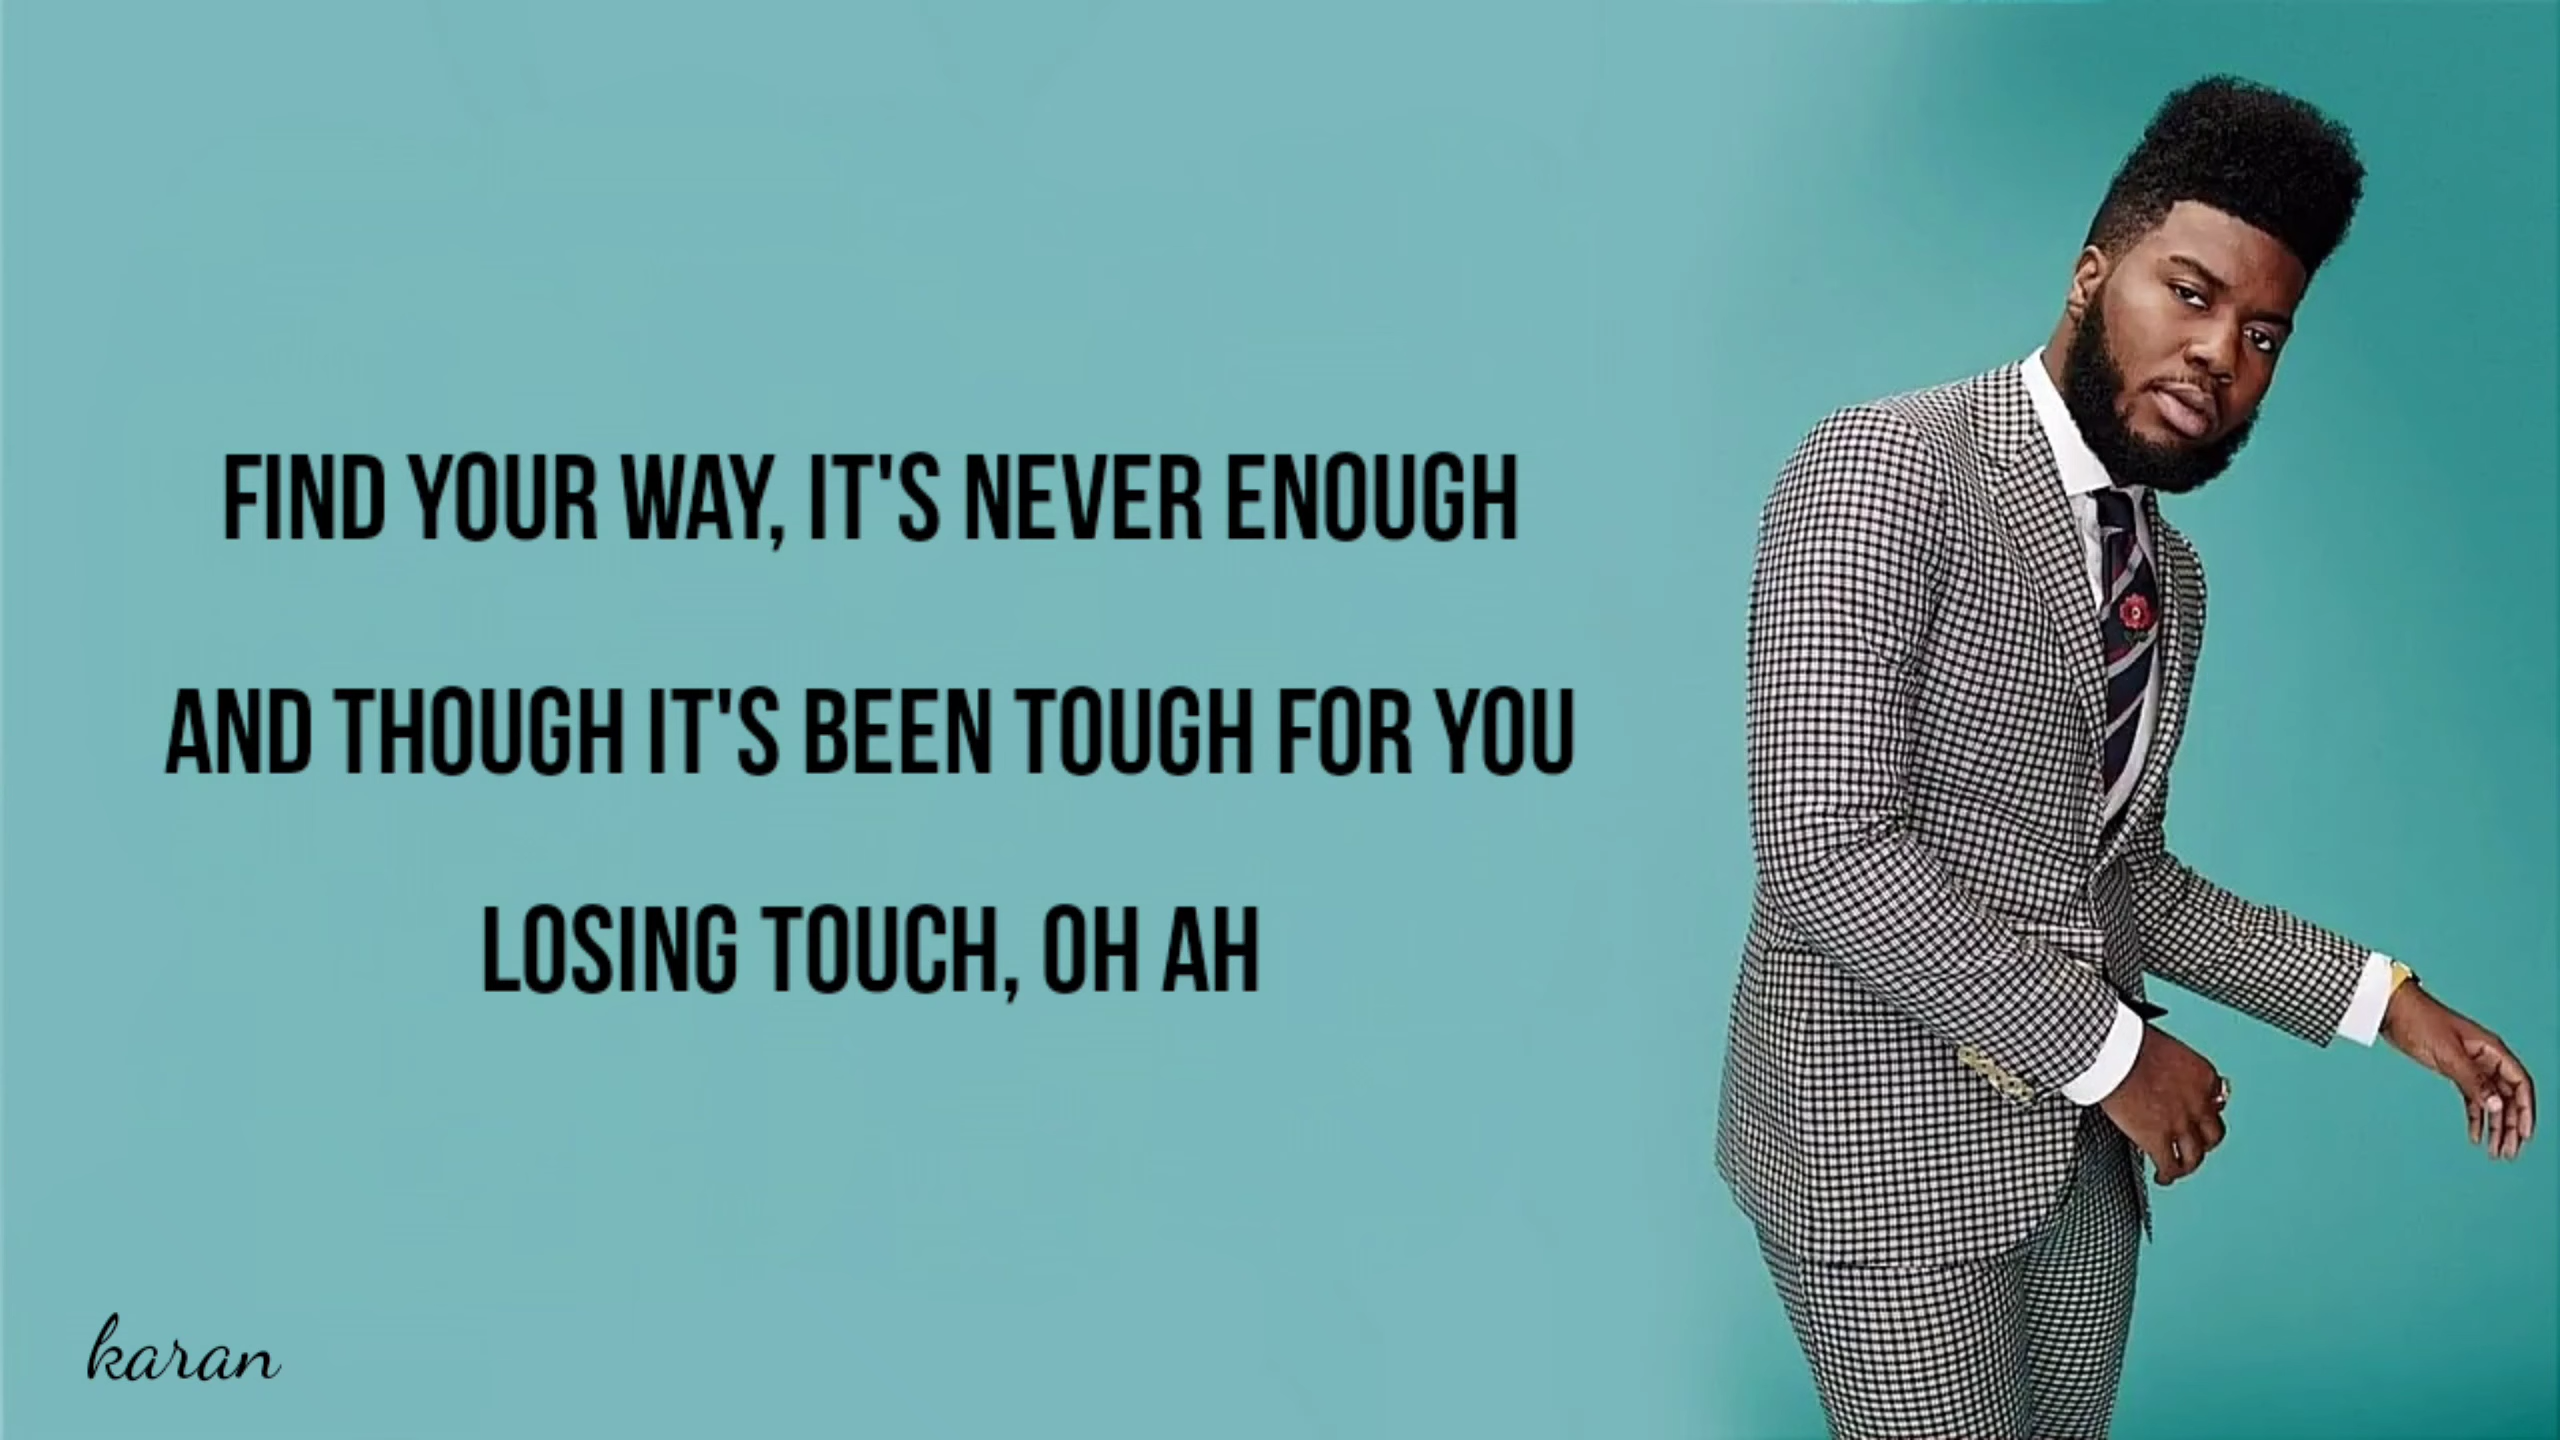 FIND YOUR WAY, IT'S NEVER ENOUGH
AND THOUGH IT'S BEEN TOUGH FOR YOU
LOSING TOUCH, OH AH
karan